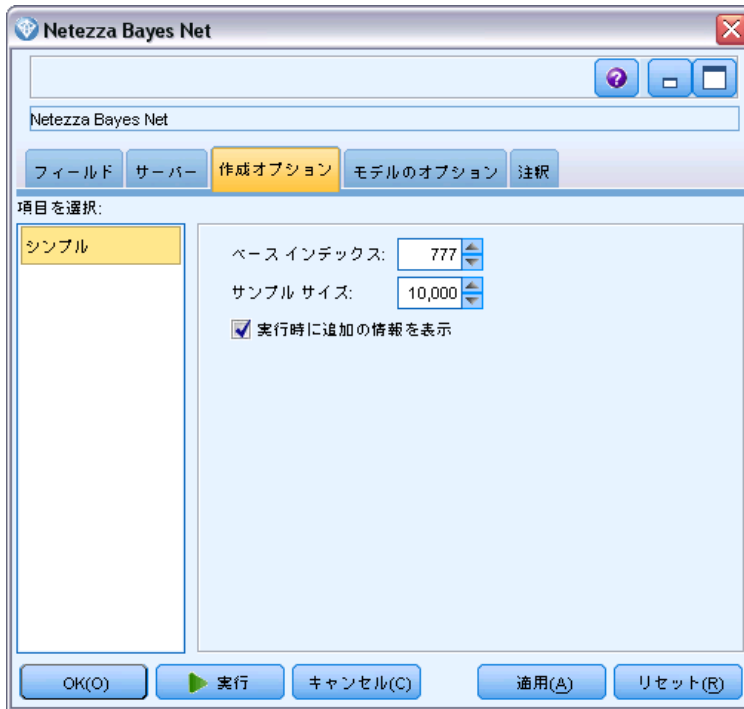 Netezza Bayes Net
Netezza Bayes Net
フィールド サーバー 作成オプション モデルのオプション 注釈
項目を選択:
シンプル
ベース インデックス: 777
サンプル サイズ: 10,000
実行時に追加の情報を表示
OK(O) 実行 キャンセル(C) 適用(A) リセット(R)